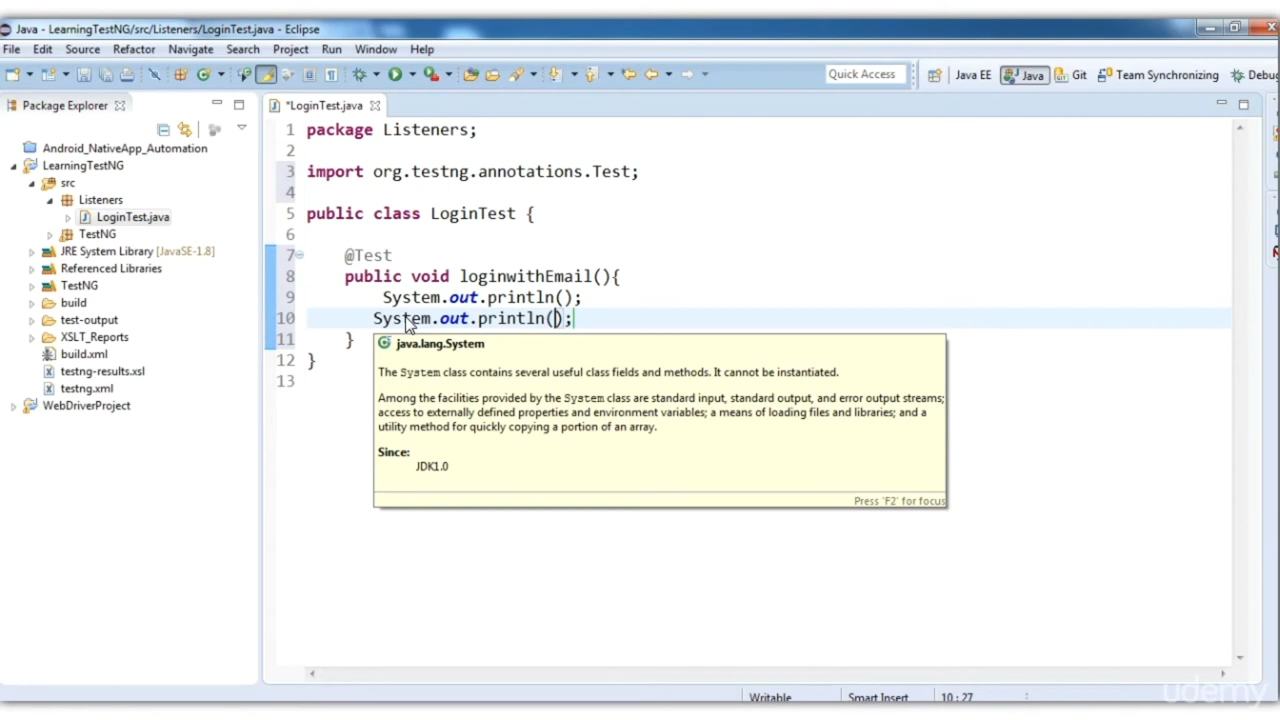 Java - LearningTestNG/src/Listeners/LoginTest.java - Eclipse
File Edit Source Refactor Navigate Search Project Run Window Help
Quick Access Java EE Java Git Team Synchronizing Debug
Package Explorer
*LoginTest.java
Android_NativeApp_Automation
LearningTestNG
src
Listeners
LoginTest.java
TestNG
JRE System Library [JavaSE-1.8]
Referenced Libraries
TestNG
build
test-output
XSLT_Reports
build.xml
testng-results.xsl
testng.xml
WebDriverProject
1 package Listeners;
2
3 import org.testng.annotations.Test;
4
5 public class LoginTest {
6
7 @Test
8 public void loginwithEmail(){
9 System.out.println();
10 System.out.println();
11 }
12 }
13
java.lang.System
The System class contains several useful class fields and methods. It cannot be instantiated.
Among the facilities provided by the System class are standard input, standard output, and error output streams;
access to externally defined properties and environment variables; a means of loading files and libraries; and a
utility method for quickly copying a portion of an array.
Since:
JDK1.0
Press 'F2' for focus
Writable Smart Insert 10 : 27
udemy